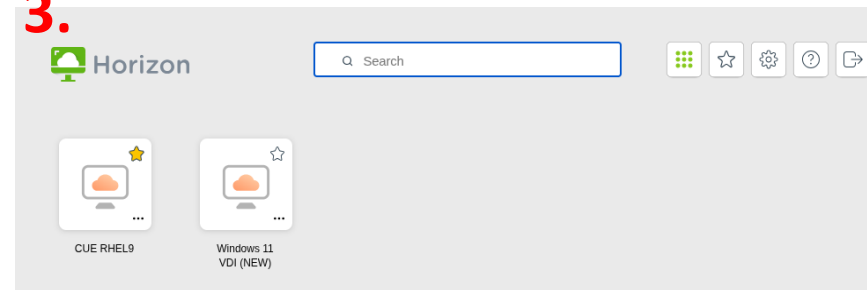 3.
Horizon
Search
CUE RHEL9
Windows 11
VDI (NEW)